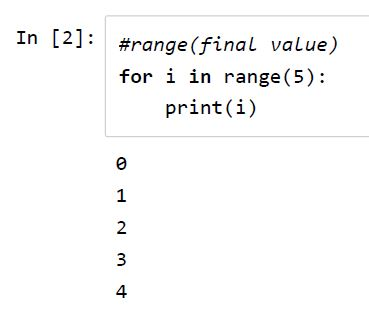 In [2]: #range(final value)
for i in range(5):
    print(i)
0
1
2
3
4